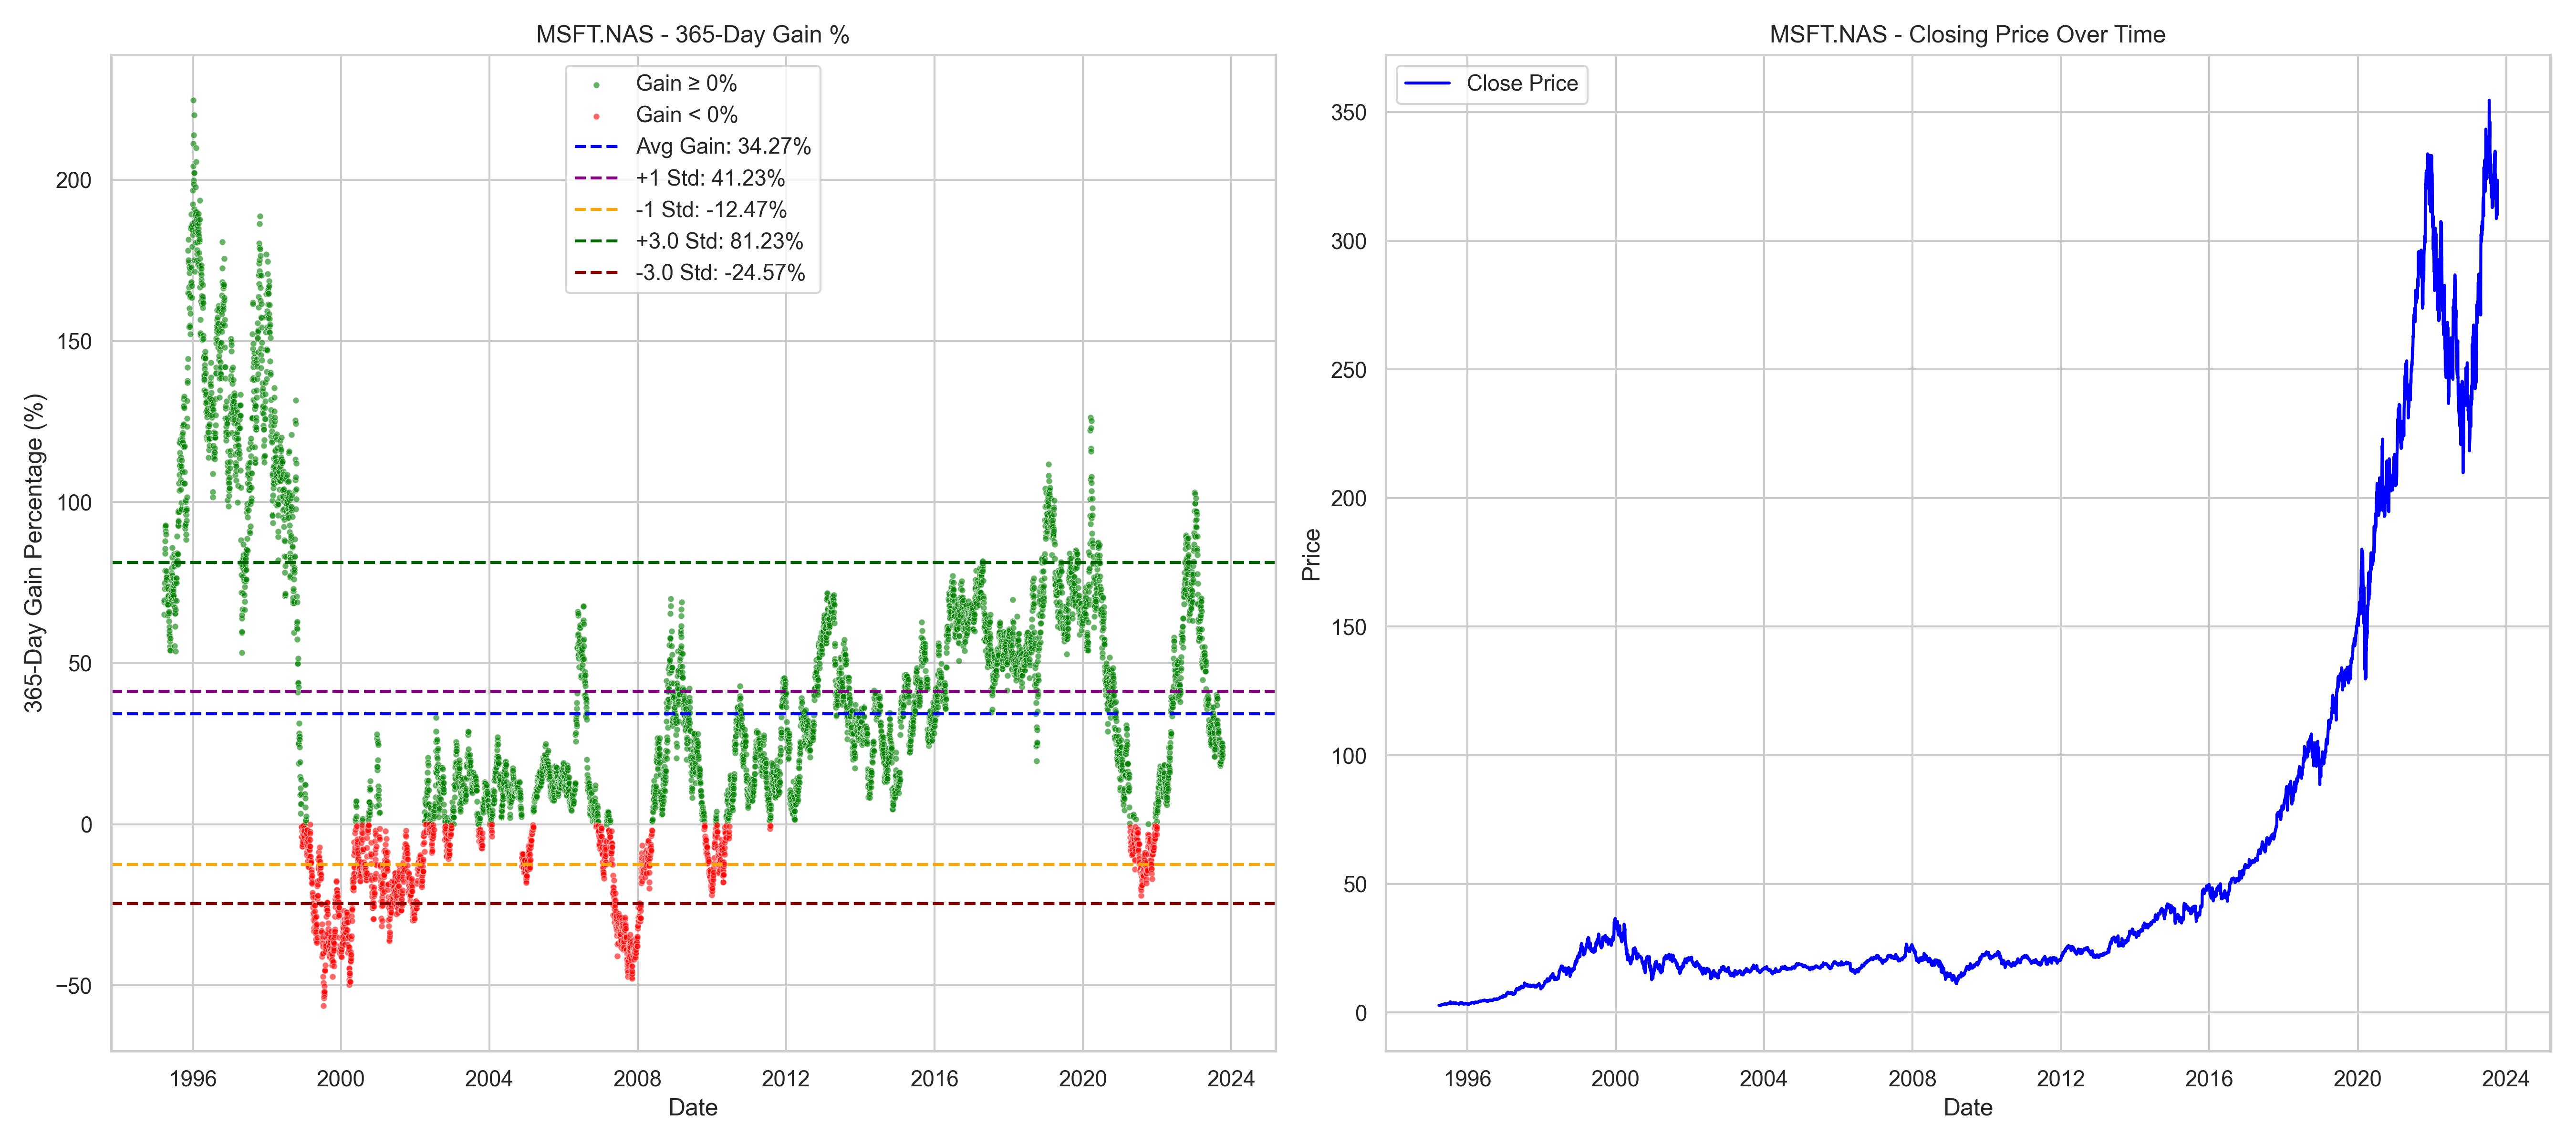 MSFT.NAS - 365-Day Gain %
Gain ≥ 0%
Gain < 0%
Avg Gain: 34.27%
+1 Std: 41.23%
-1 Std: -12.47%
+3.0 Std: 81.23%
-3.0 Std: -24.57%
365-Day Gain Percentage (%)
200
150
100
50
0
−50
1996 2000 2004 2008 2012 2016 2020 2024
Date
MSFT.NAS - Closing Price Over Time
Close Price
Price
350
300
250
200
150
100
50
0
1996 2000 2004 2008 2012 2016 2020 2024
Date